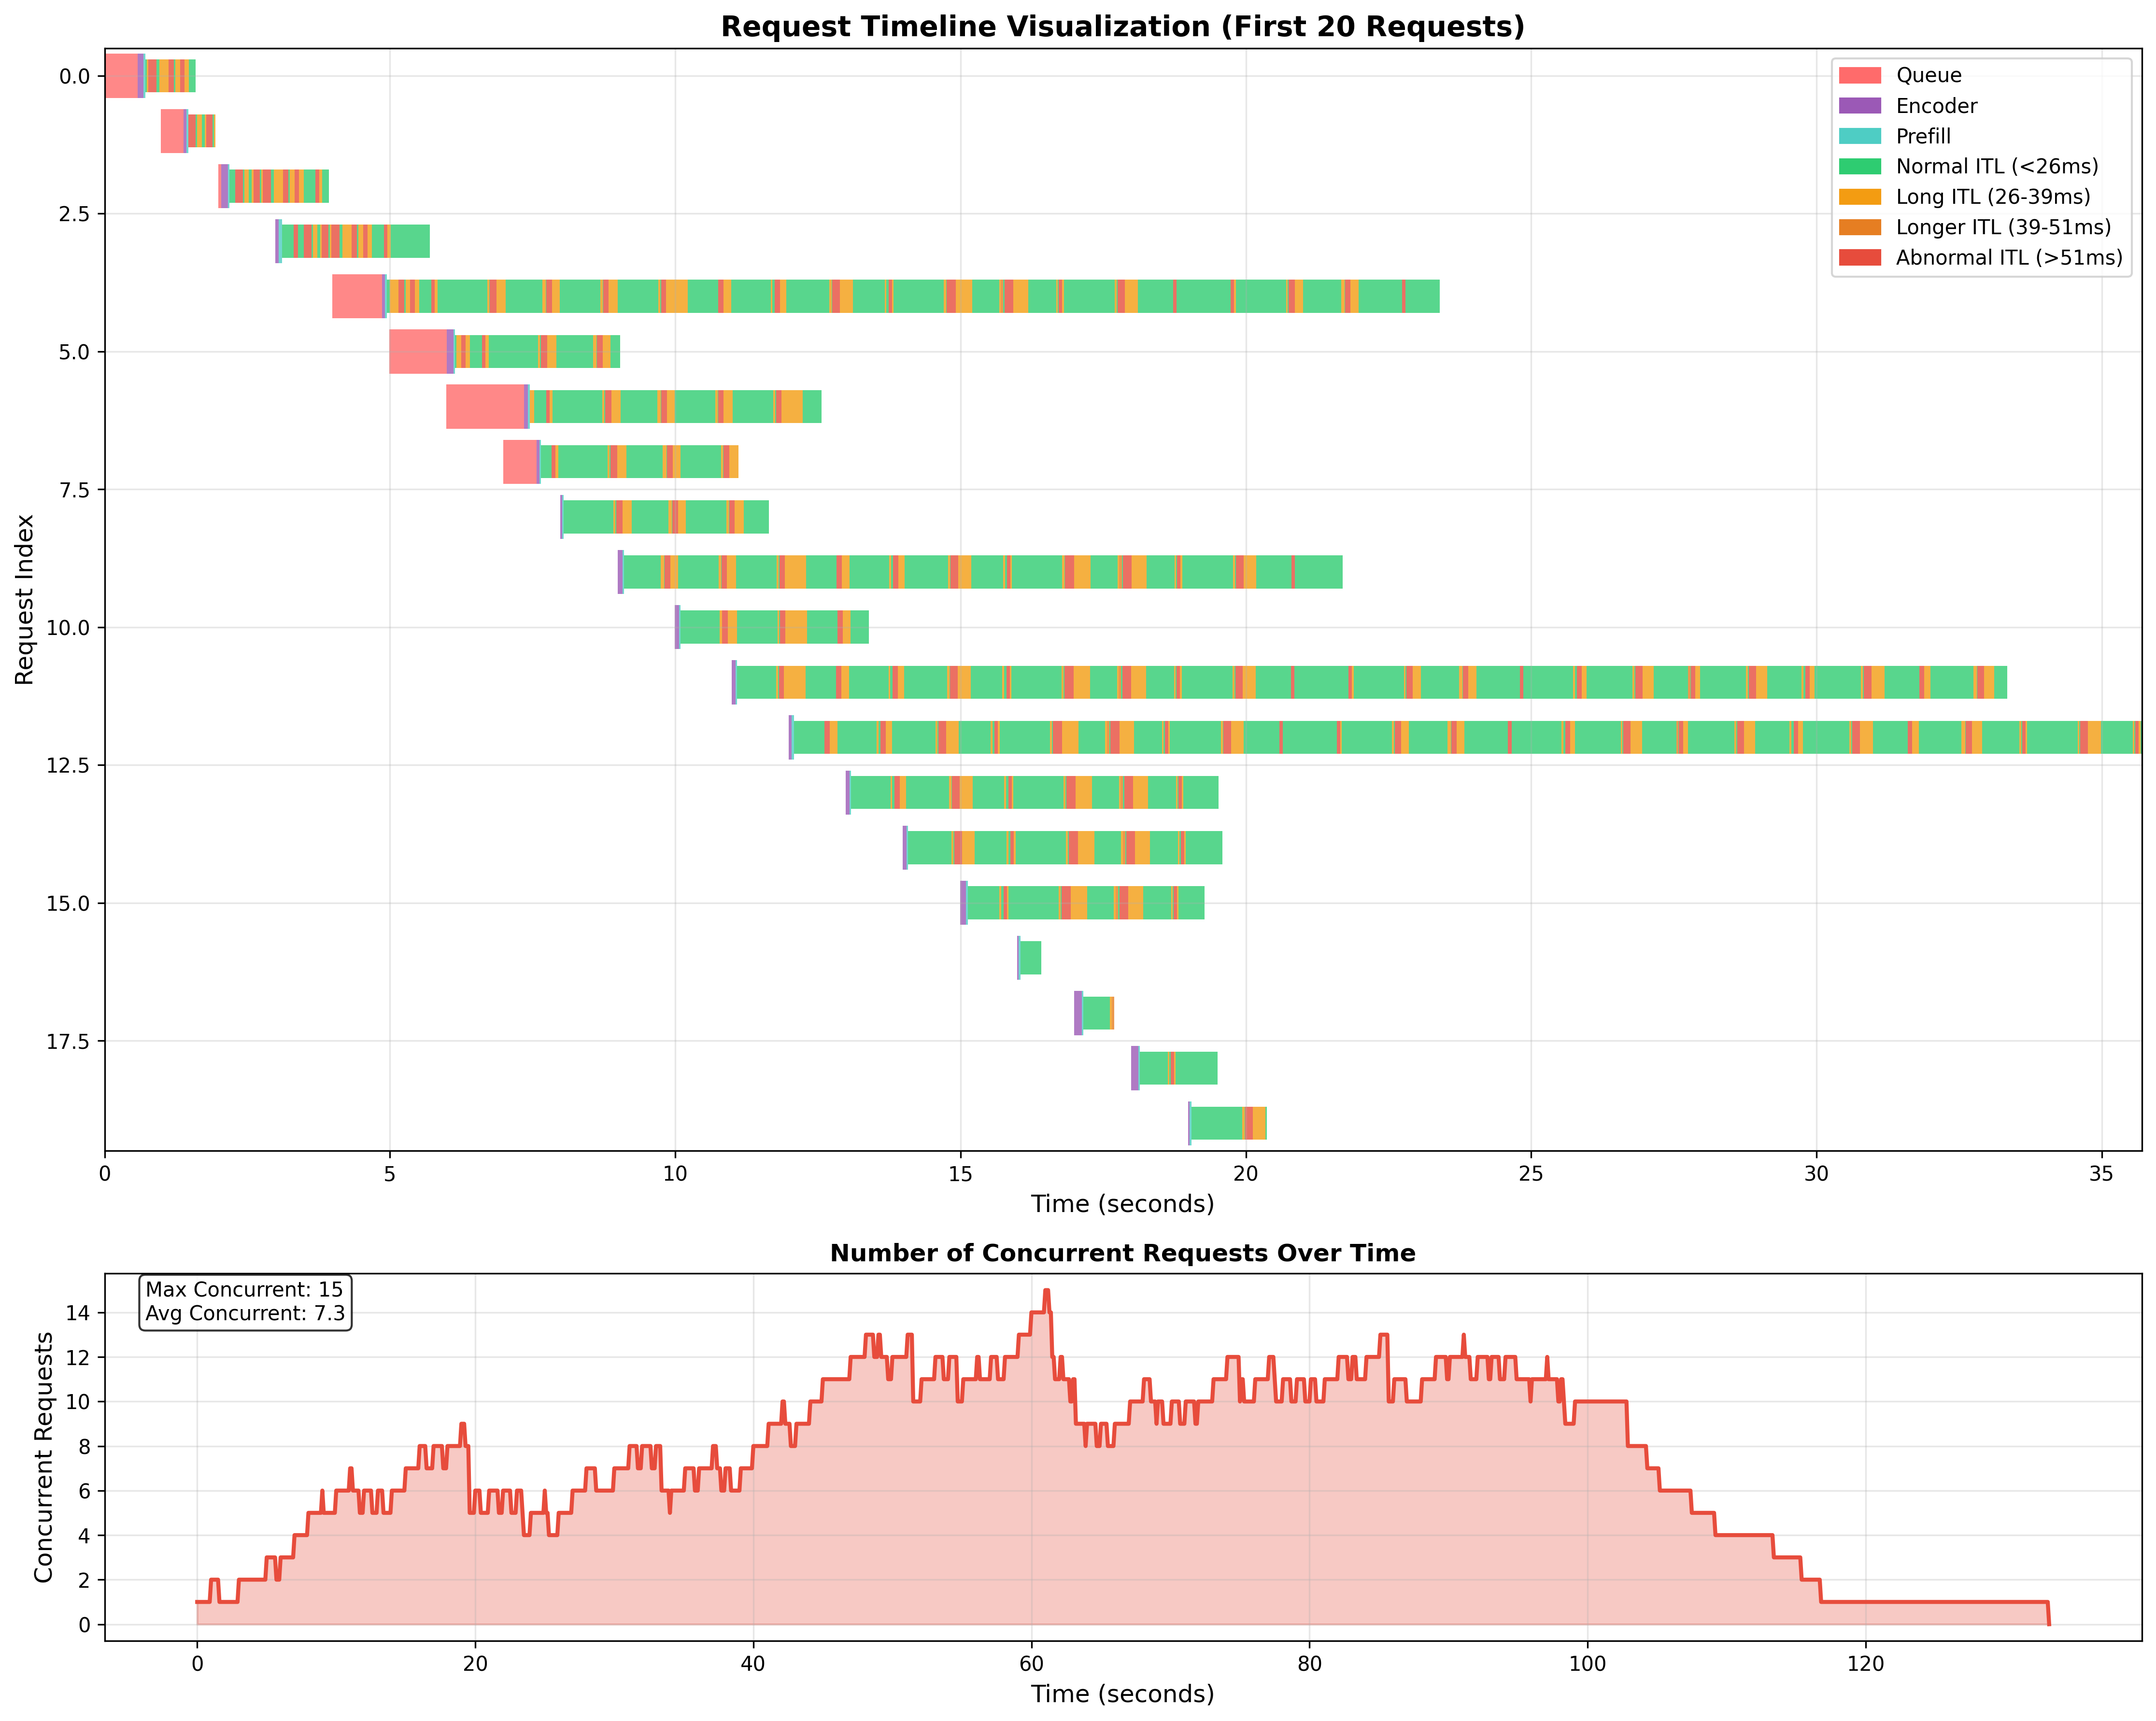 Request Timeline Visualization (First 20 Requests)
Queue
Encoder
Prefill
Normal ITL (<26ms)
Long ITL (26-39ms)
Longer ITL (39-51ms)
Abnormal ITL (>51ms)
Request Index
0.0
2.5
5.0
7.5
10.0
12.5
15.0
17.5
0 5 10 15 20 25 30 35
Time (seconds)
Number of Concurrent Requests Over Time
Max Concurrent: 15
Avg Concurrent: 7.3
Concurrent Requests
14
12
10
8
6
4
2
0
0 20 40 60 80 100 120
Time (seconds)